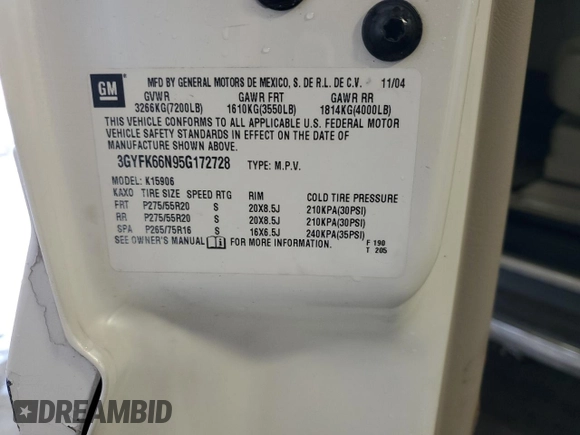 GM
MFD BY GENERAL MOTORS DE MEXICO, S. DE R.L. DE C.V. 11/04
GVWR GAWR FRT GAWR RR
3266KG(7200LB) 1610KG(3550LB) 1814KG(4000LB)
THIS VEHICLE CONFORMS TO ALL APPLICABLE U.S. FEDERAL MOTOR
VEHICLE SAFETY STANDARDS IN EFFECT ON THE DATE OF
MANUFACTURE SHOWN ABOVE.
3GYFK66N95G172728 TYPE: M.P.V.
MODEL: K15906
KAXO TIRE SIZE SPEED RTG RIM COLD TIRE PRESSURE
FRT P275/55R20 S 20X8.5J 210KPA(30PSI)
RR P275/55R20 S 20X8.5J 210KPA(30PSI)
SPA P265/75R16 S 16X6.5J 240KPA(35PSI)
SEE OWNER'S MANUAL FOR MORE INFORMATION. F 190
T 205
DREAMBID